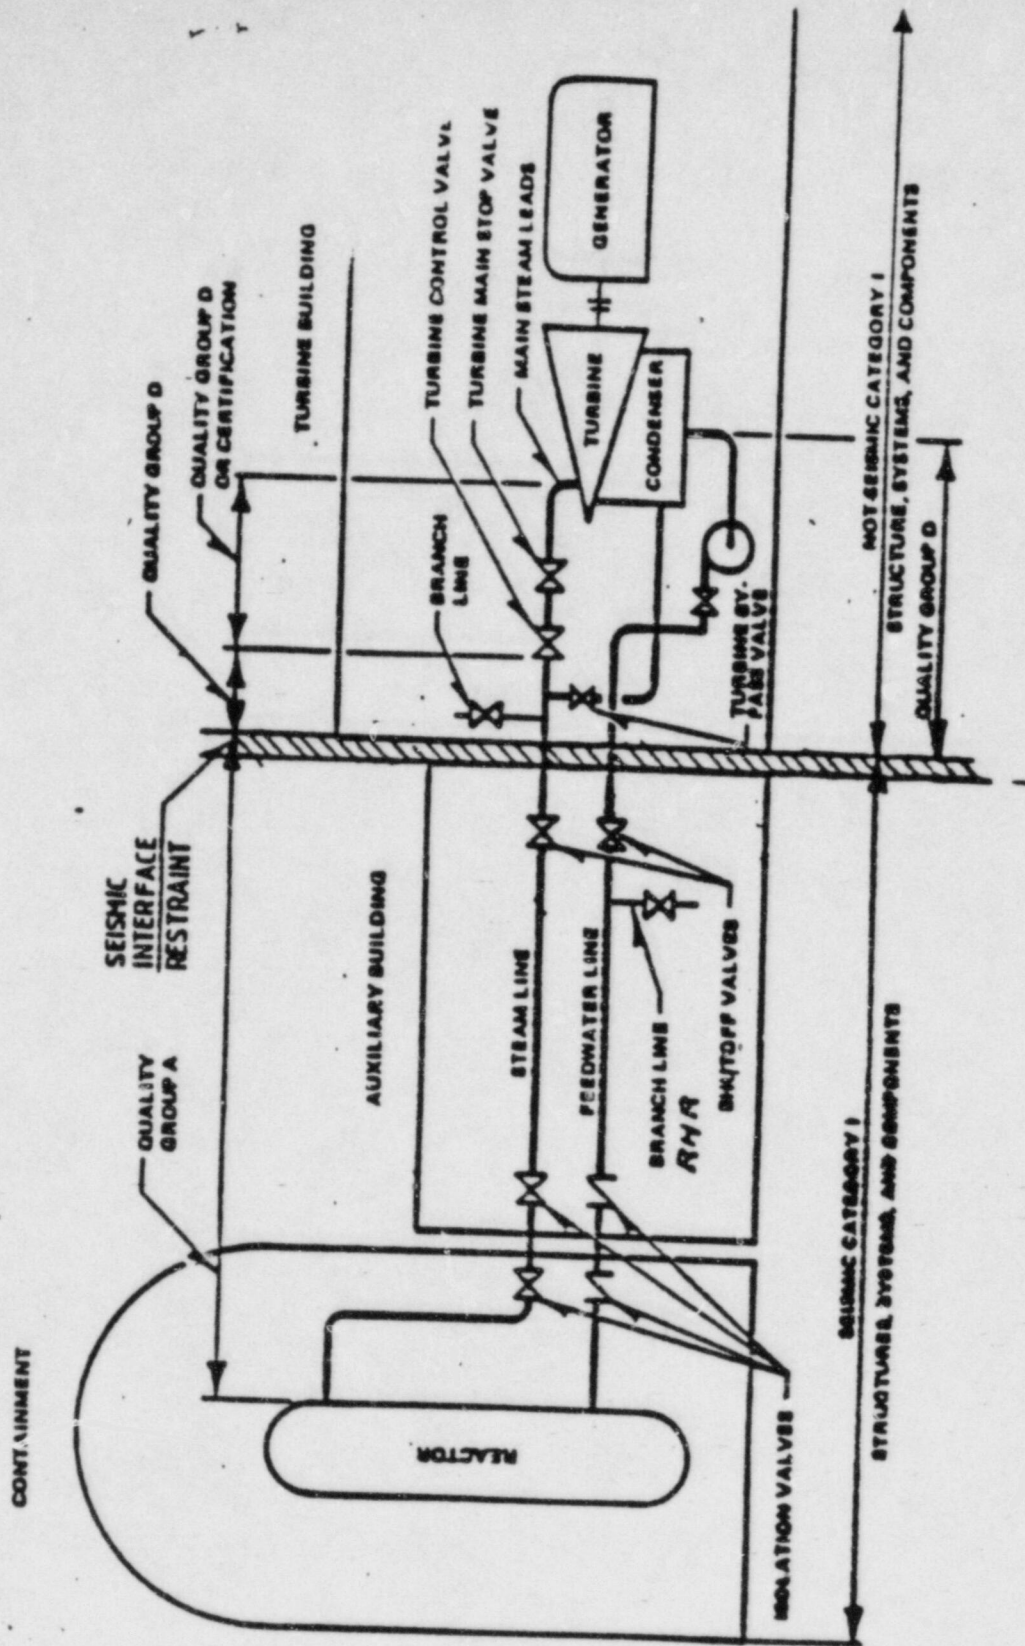 CONTAINMENT
QUALITY
GROUP A
SEISMIC
INTERFACE
RESTRAINT
QUALITY GROUP D
QUALITY GROUP D
OR CERTIFICATION
TURBINE BUILDING
AUXILIARY BUILDING
BRANCH
LINE
TURBINE CONTROL VALVE
TURBINE MAIN STOP VALVE
MAIN STEAM LEADS
REACTOR
STEAM LINE
FEEDWATER LINE
TURBINE
GENERATOR
CONDENSER
BRANCH LINE
RHR
SHUTOFF VALVES
TURBINE BY-
PASS VALVE
ISOLATION VALVES
SEISMIC CATEGORY I
STRUCTURES, SYSTEMS, AND COMPONENTS
NOT SEISMIC CATEGORY I
STRUCTURE, SYSTEMS, AND COMPONENTS
QUALITY GROUP D